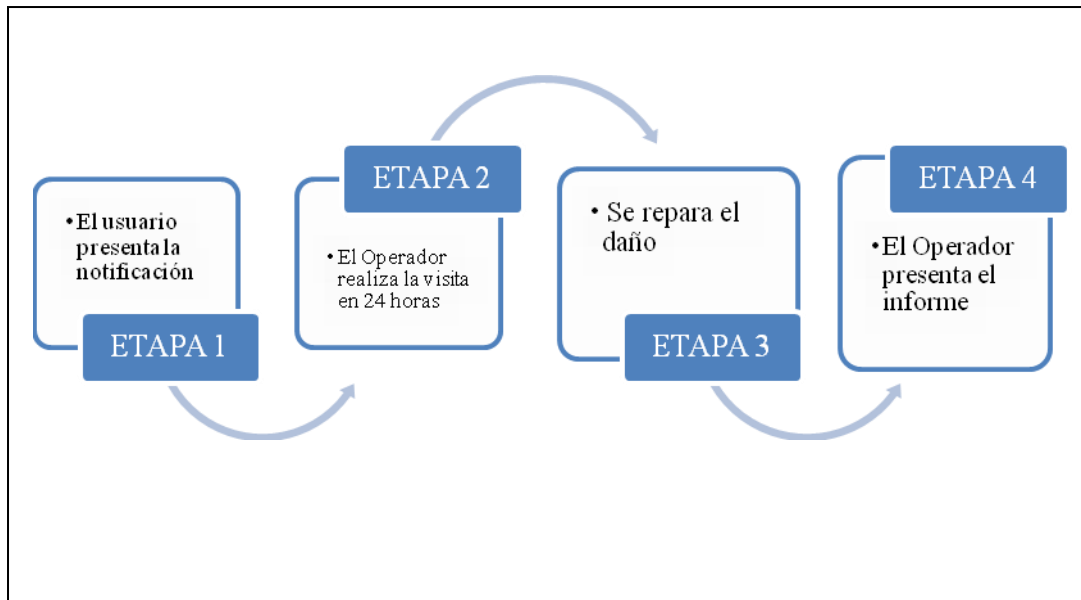 • El usuario
presenta la
notificación
ETAPA 1
ETAPA 2
• El Operador
realiza la visita
en 24 horas
• Se repara el
daño
ETAPA 3
ETAPA 4
• El Operador
presenta el
informe